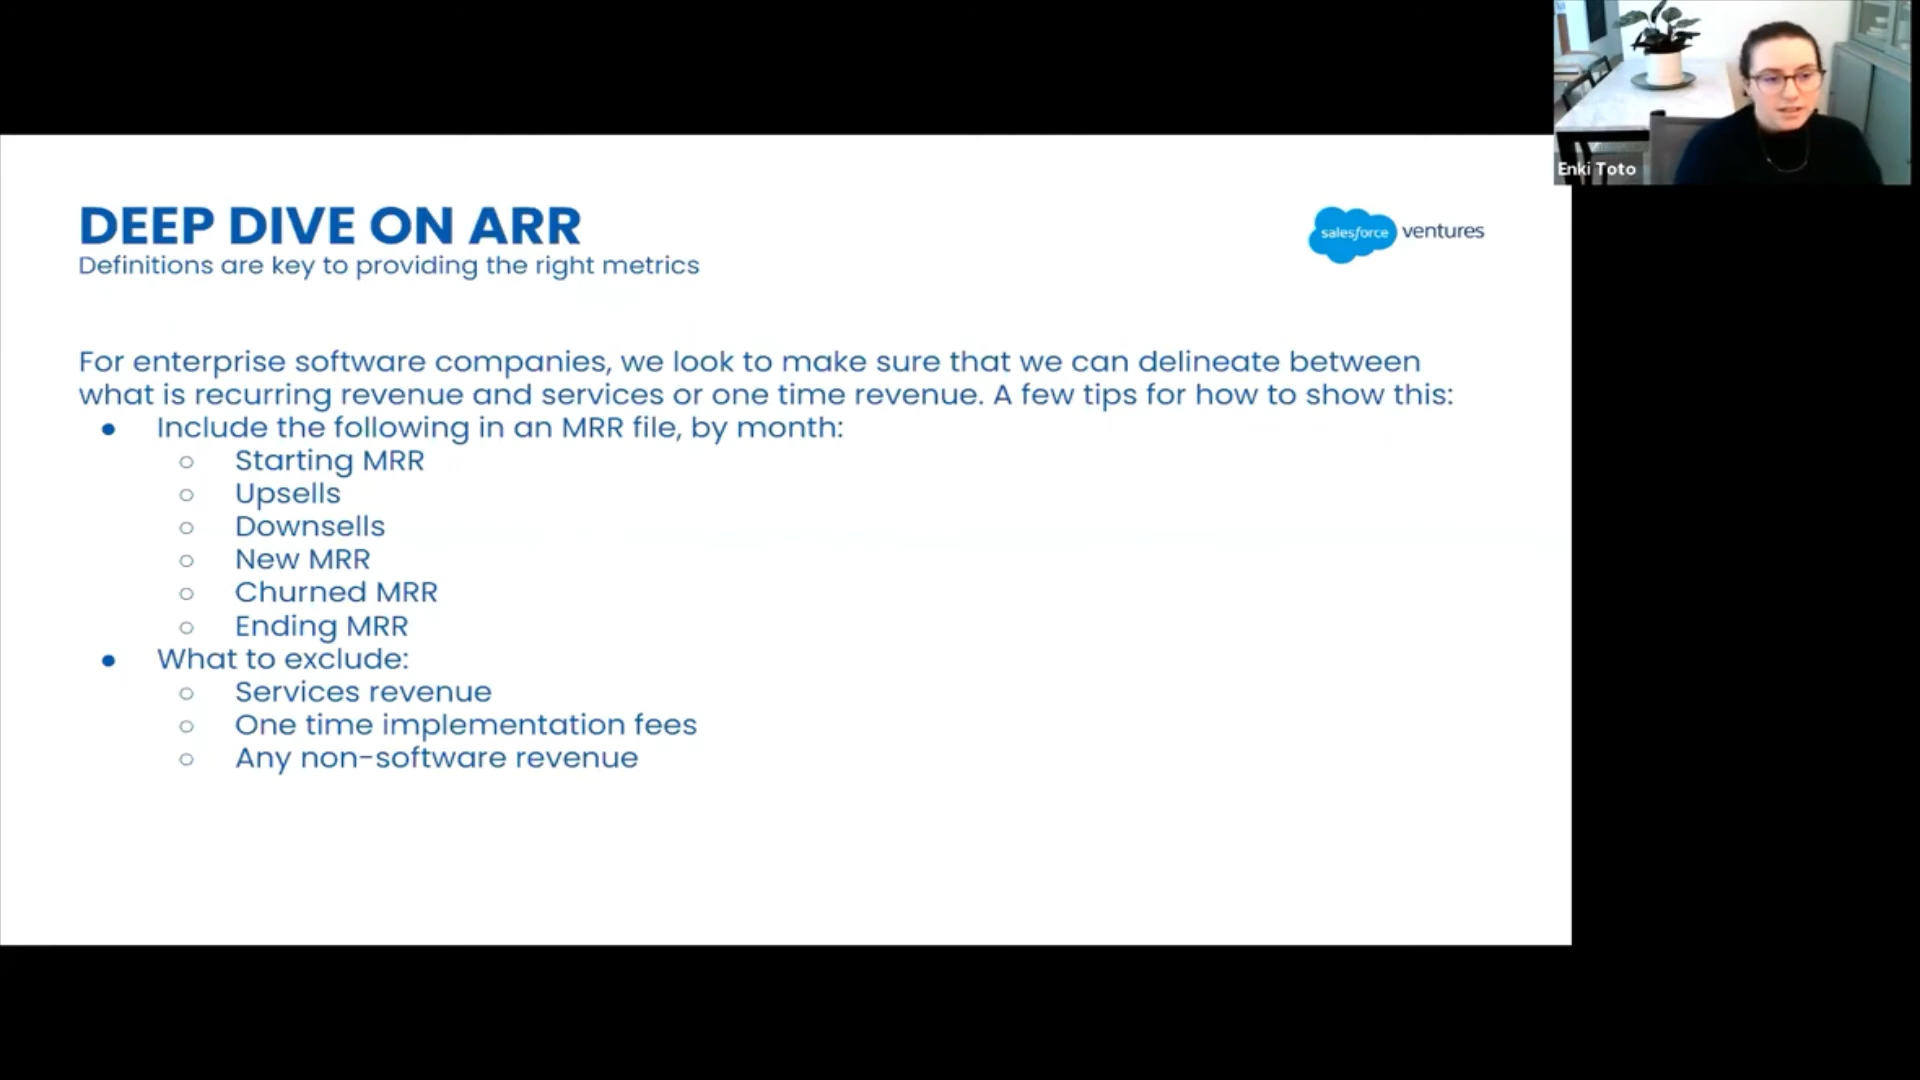 Enki Toto
DEEP DIVE ON ARR
salesforce ventures
Definitions are key to providing the right metrics
For enterprise software companies, we look to make sure that we can delineate between
what is recurring revenue and services or one time revenue. A few tips for how to show this:
● Include the following in an MRR file, by month:
○ Starting MRR
○ Upsells
○ Downsells
○ New MRR
○ Churned MRR
○ Ending MRR
● What to exclude:
○ Services revenue
○ One time implementation fees
○ Any non-software revenue